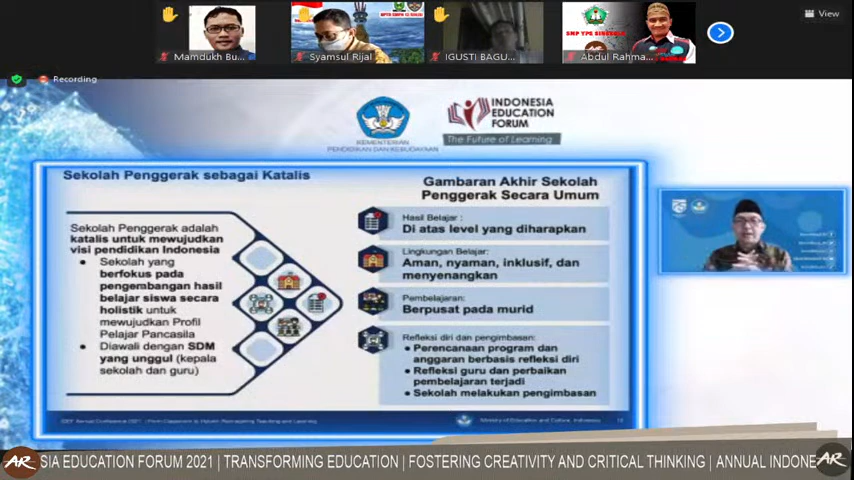 View
Mamdukh Bu...
Syamsul Rijal
IGUSTI BAGU...
SMP YPS SINGKOLE
Abdul Rahma...
Recording
KEMENTERIAN
PENDIDIKAN DAN KEBUDAYAAN
INDONESIA
EDUCATION
FORUM
The Future of Learning
Sekolah Penggerak sebagai Katalis
Sekolah Penggerak adalah
katalis untuk mewujudkan
visi pendidikan Indonesia
• Sekolah yang
berfokus pada
pengembangan hasil
belajar siswa secara
holistik untuk
mewujudkan Profil
Pelajar Pancasila
• Diawali dengan SDM
yang unggul (kepala
sekolah dan guru)
Gambaran Akhir Sekolah
Penggerak Secara Umum
Hasil Belajar :
Di atas level yang diharapkan
Lingkungan Belajar:
Aman, nyaman, inklusif, dan
menyenangkan
Pembelajaran:
Berpusat pada murid
Refleksi diri dan pengimbasan:
• Perencanaan program dan
anggaran berbasis refleksi diri
• Refleksi guru dan perbaikan
pembelajaran terjadi
• Sekolah melakukan pengimbasan
Ministry of Education and Culture, Indonesia
AR SIA EDUCATION FORUM 2021 | TRANSFORMING EDUCATION | FOSTERING CREATIVITY AND CRITICAL THINKING | ANNUAL INDONE AR